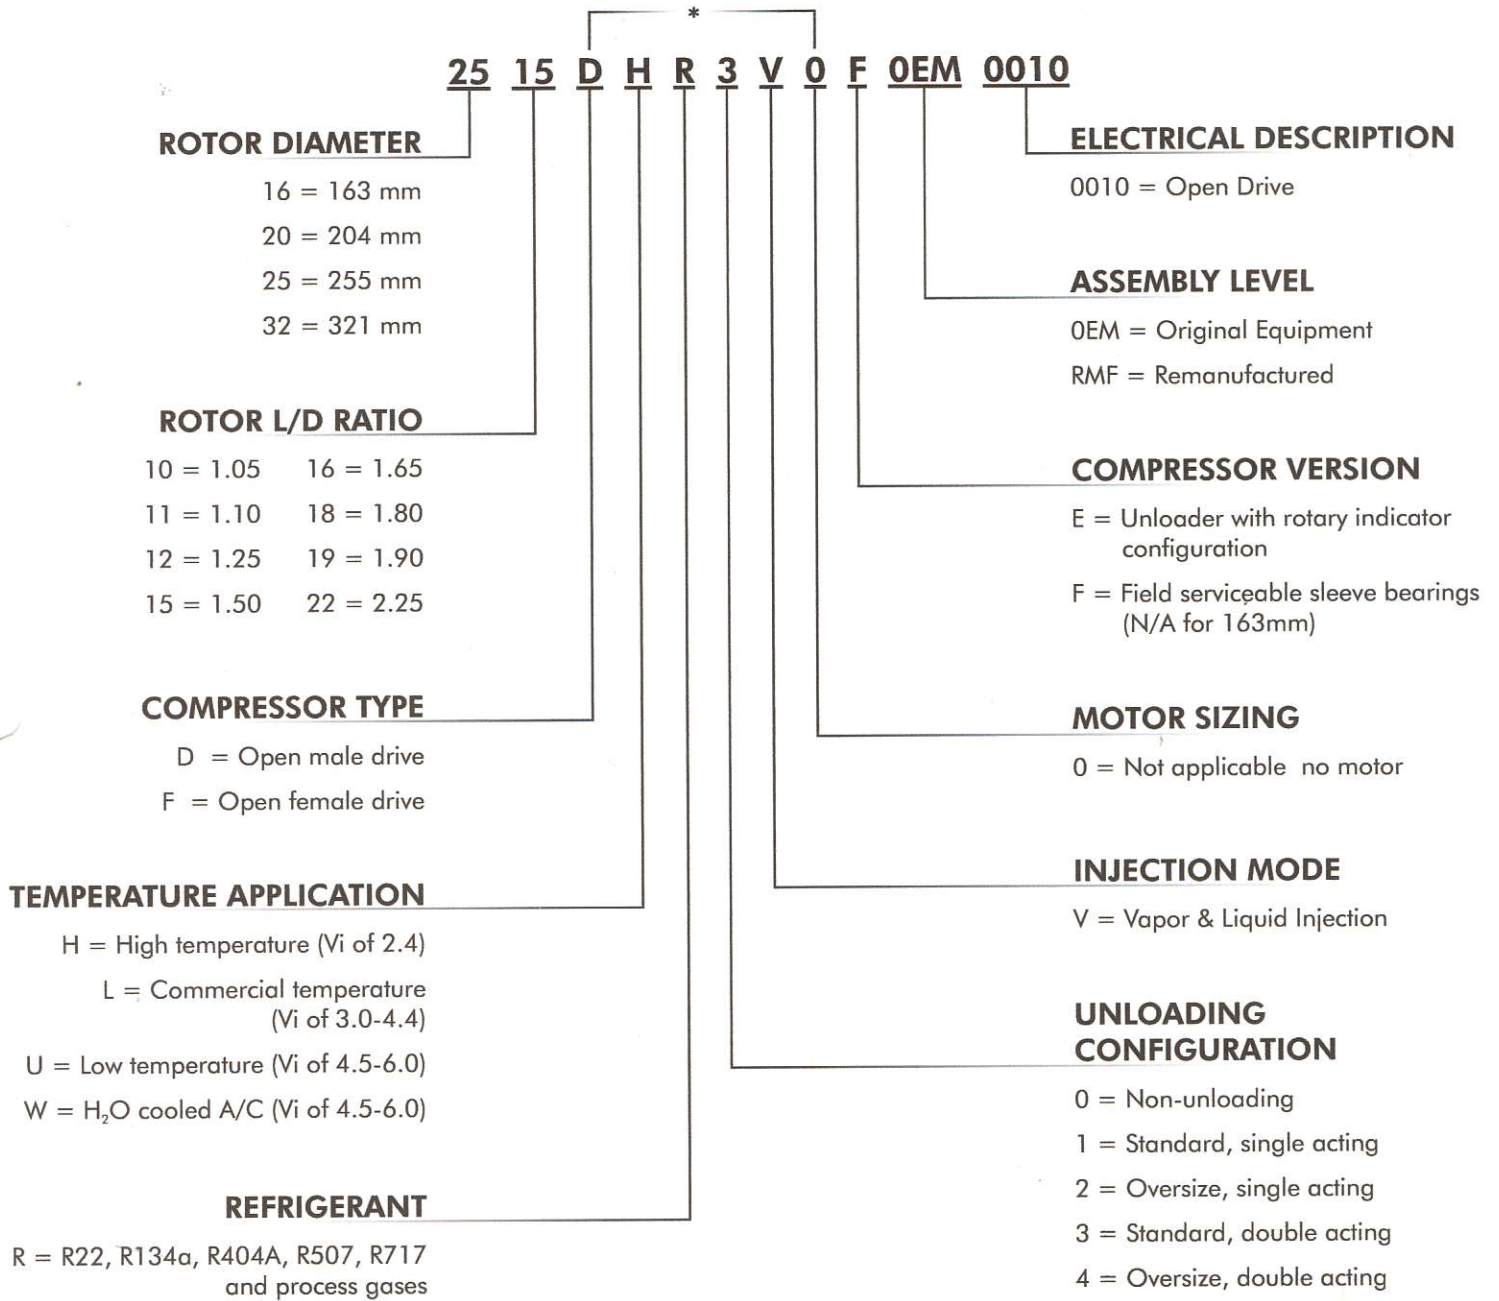 *
25 15 D H R 3 V 0 F 0EM 0010
ROTOR DIAMETER
16 = 163 mm
20 = 204 mm
25 = 255 mm
32 = 321 mm
ROTOR L/D RATIO
10 = 1.05 16 = 1.65
11 = 1.10 18 = 1.80
12 = 1.25 19 = 1.90
15 = 1.50 22 = 2.25
COMPRESSOR TYPE
D = Open male drive
F = Open female drive
TEMPERATURE APPLICATION
H = High temperature (Vi of 2.4)
L = Commercial temperature
(Vi of 3.0-4.4)
U = Low temperature (Vi of 4.5-6.0)
W = H₂O cooled A/C (Vi of 4.5-6.0)
REFRIGERANT
R = R22, R134a, R404A, R507, R717
and process gases
ELECTRICAL DESCRIPTION
0010 = Open Drive
ASSEMBLY LEVEL
0EM = Original Equipment
RMF = Remanufactured
COMPRESSOR VERSION
E = Unloader with rotary indicator
configuration
F = Field serviceable sleeve bearings
(N/A for 163mm)
MOTOR SIZING
0 = Not applicable no motor
INJECTION MODE
V = Vapor & Liquid Injection
UNLOADING
CONFIGURATION
0 = Non-unloading
1 = Standard, single acting
2 = Oversize, single acting
3 = Standard, double acting
4 = Oversize, double acting